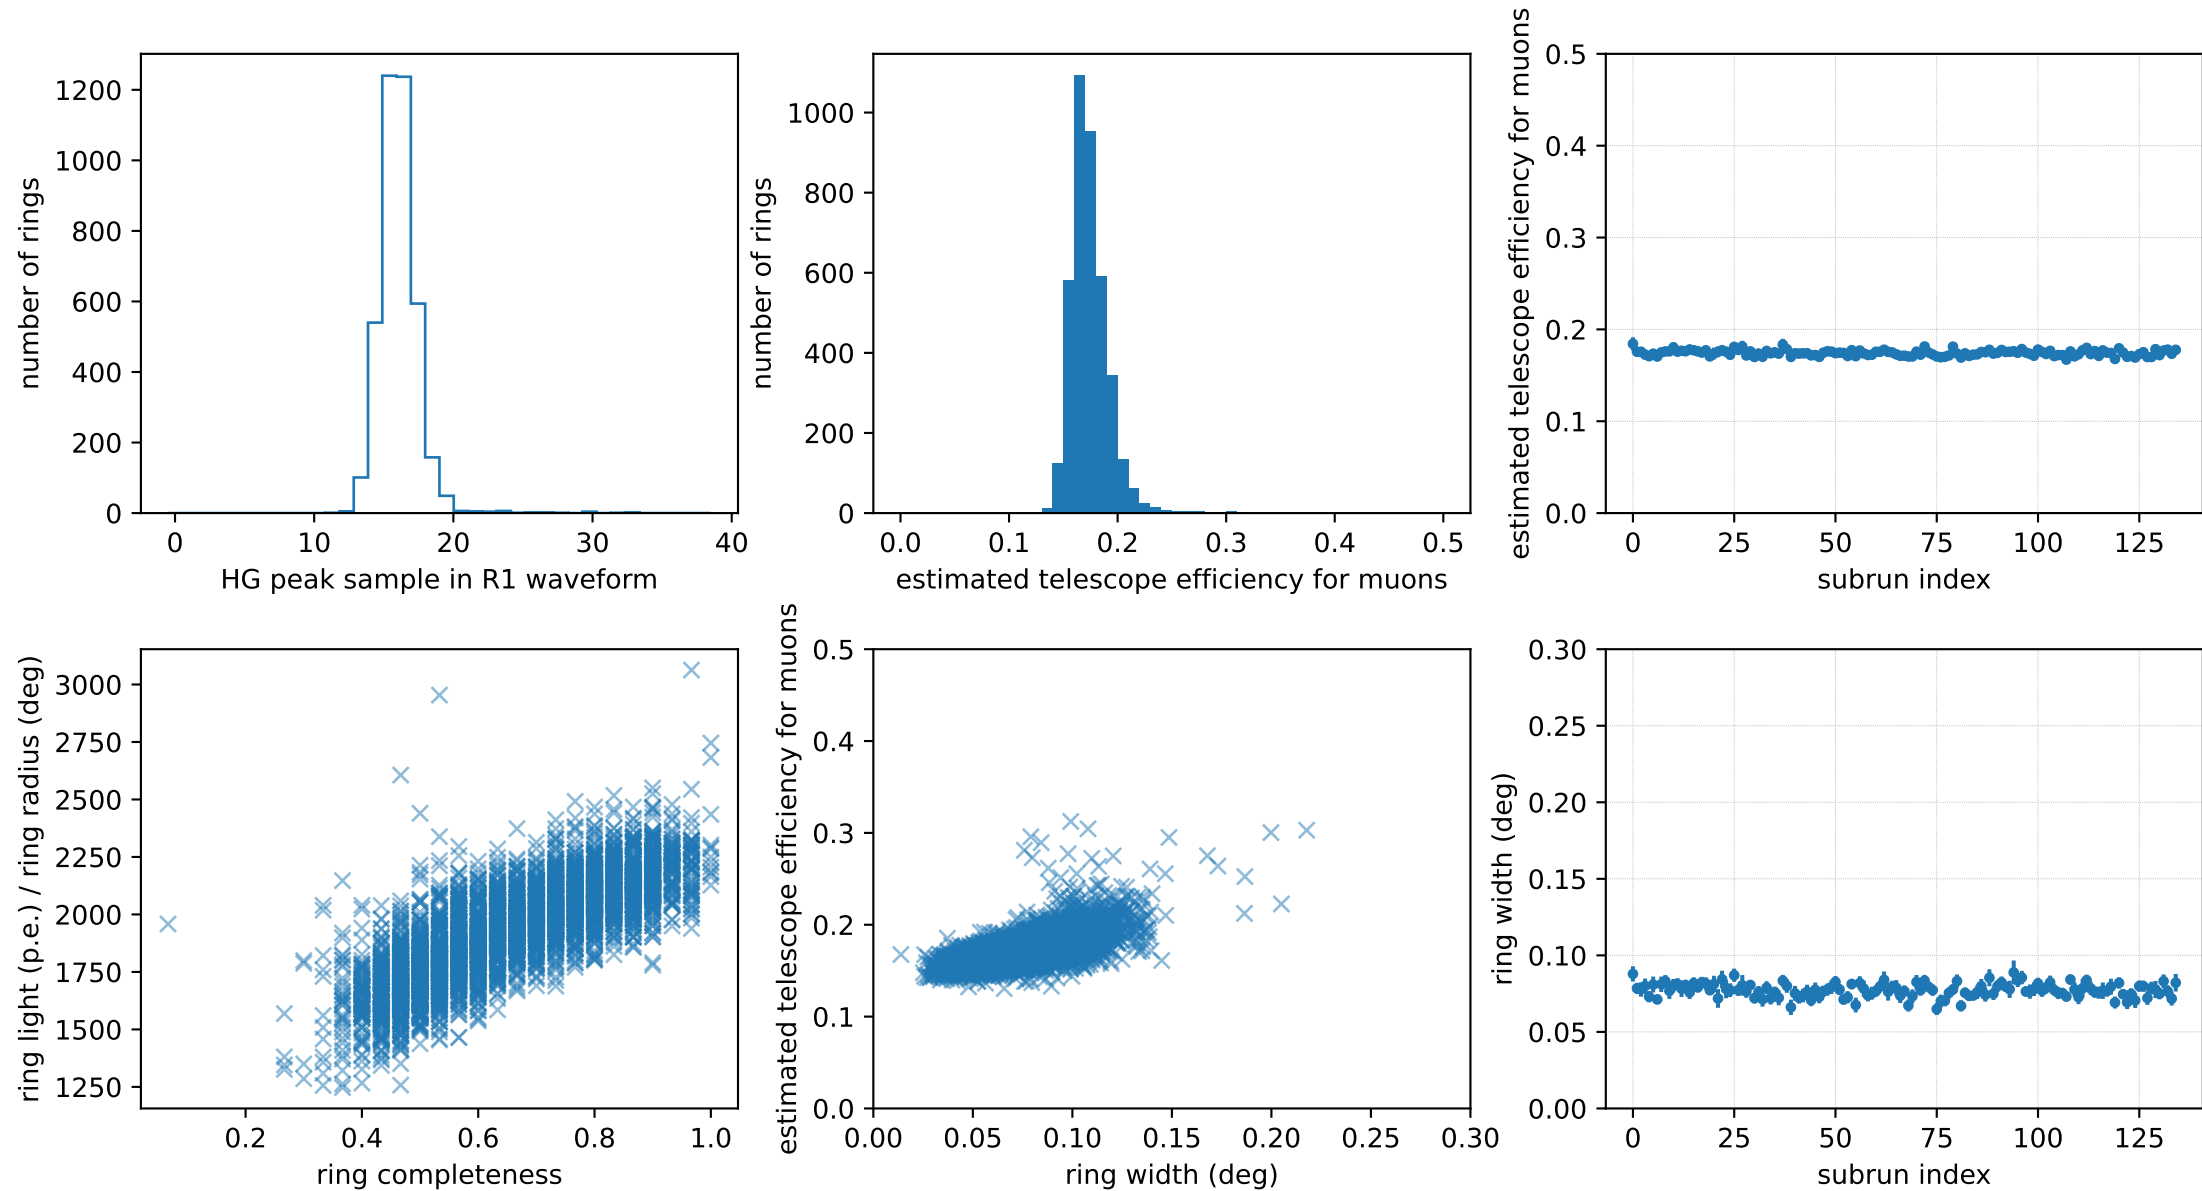 number of rings
1200
1000
800
600
400
200
0
0 10 20 30 40
HG peak sample in R1 waveform
number of rings
1000
800
600
400
200
0
0.0 0.1 0.2 0.3 0.4 0.5
estimated telescope efficiency for muons
estimated telescope efficiency for muons
0.5
0.4
0.3
0.2
0.1
0.0
0 25 50 75 100 125
subrun index
ring light (p.e.) / ring radius (deg)
3000
2750
2500
2250
2000
1750
1500
1250
0.2 0.4 0.6 0.8 1.0
ring completeness
estimated telescope efficiency for muons
0.5
0.4
0.3
0.2
0.1
0.0
0.00 0.05 0.10 0.15 0.20 0.25 0.30
ring width (deg)
ring width (deg)
0.30
0.25
0.20
0.15
0.10
0.05
0.00
0 25 50 75 100 125
subrun index